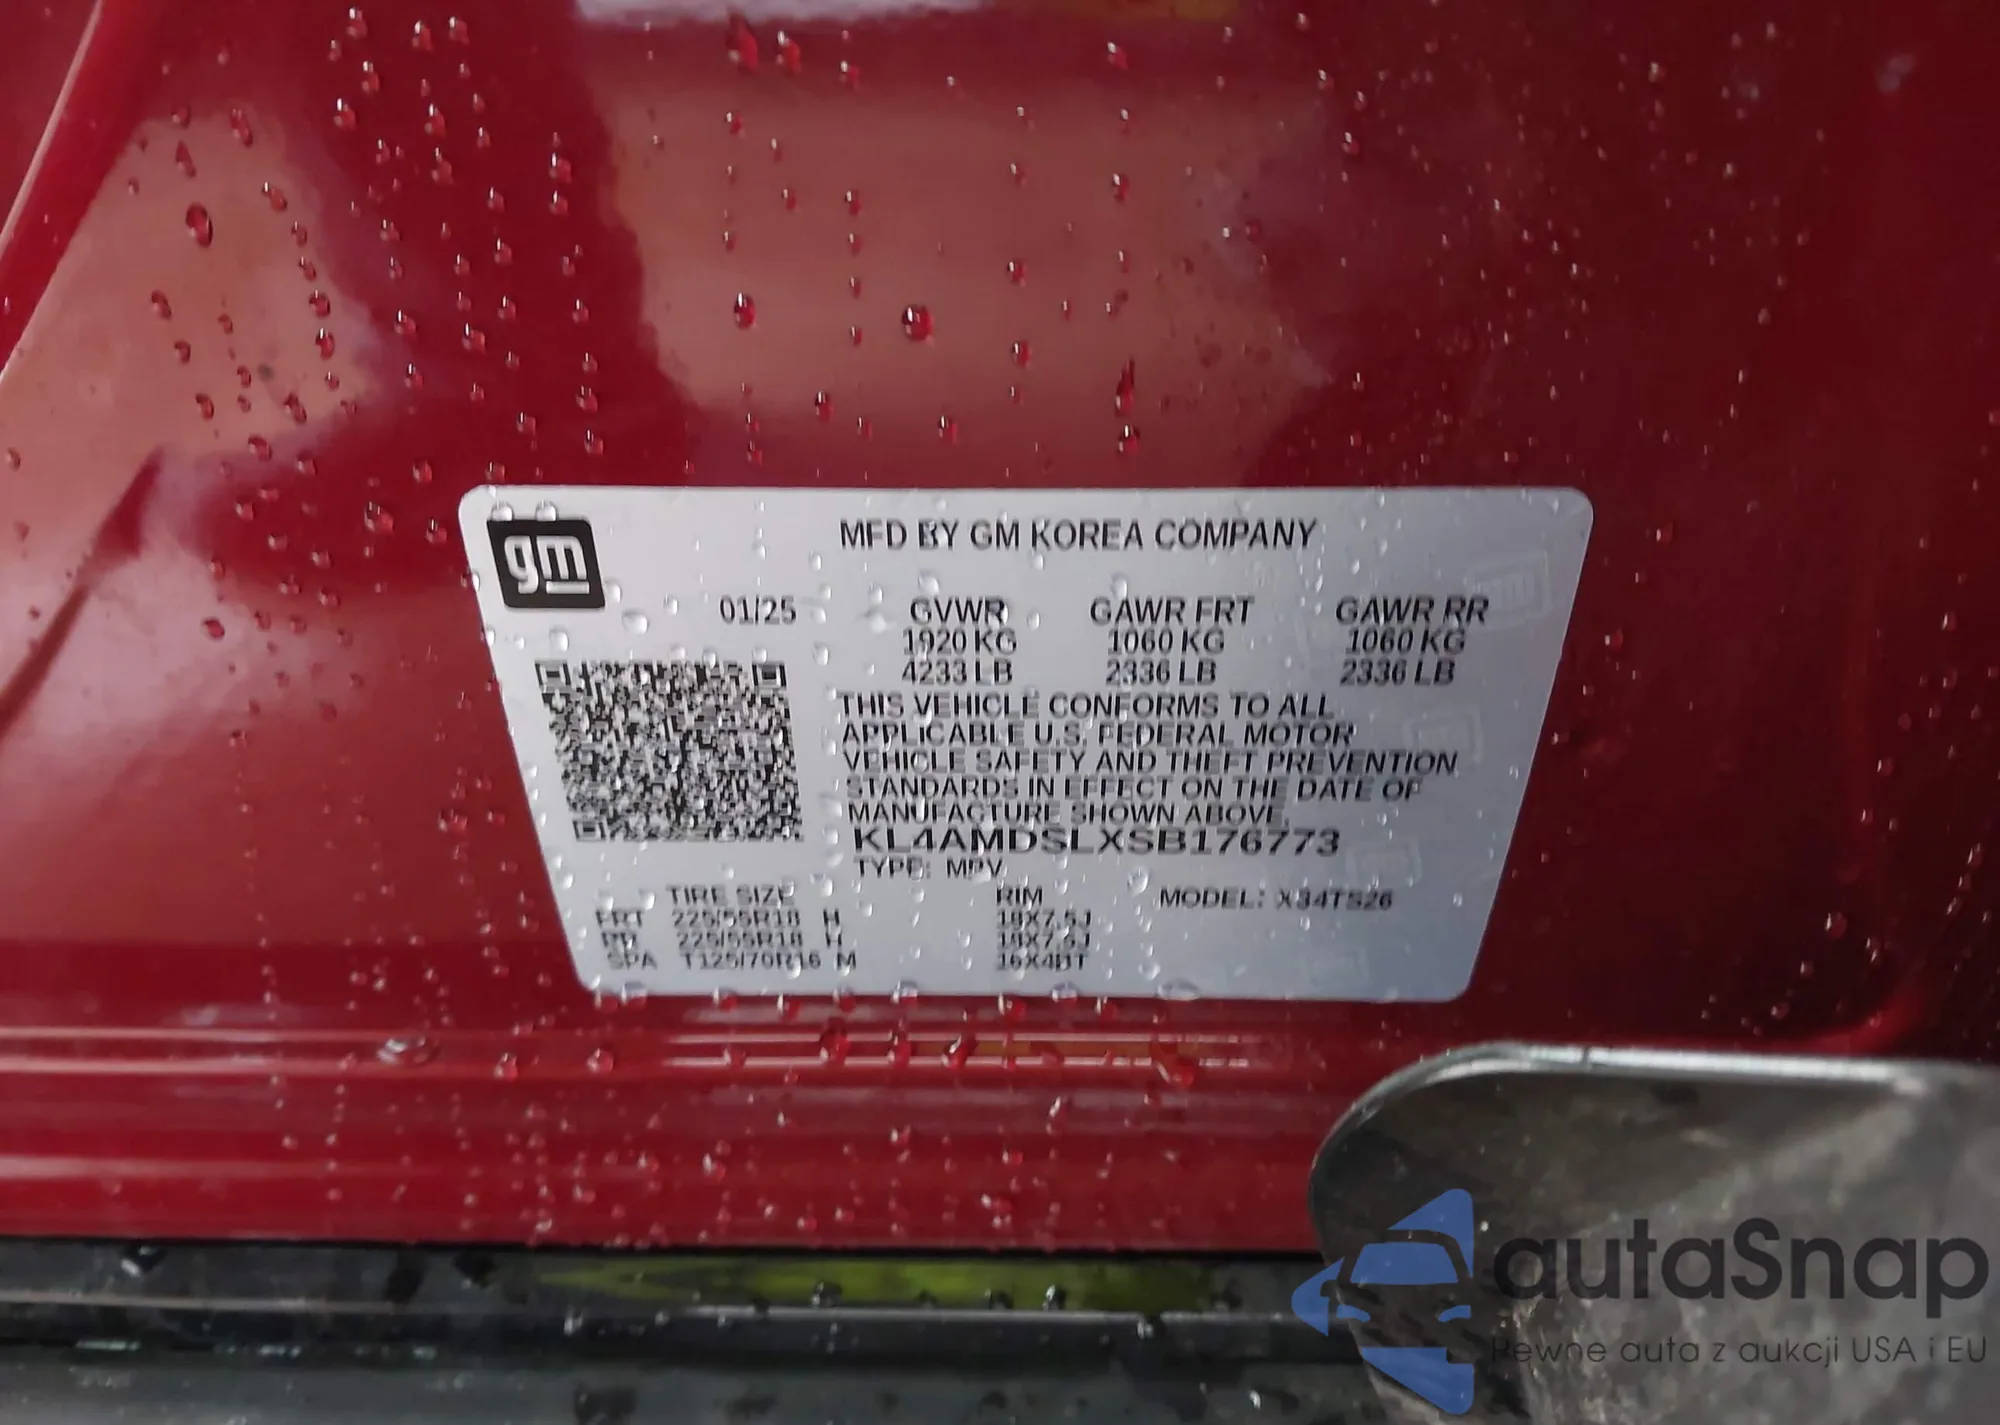 gm
MFD BY GM KOREA COMPANY
01/25 GVWR GAWR FRT GAWR RR
1920 KG 1060 KG 1060 KG
4233 LB 2336 LB 2336 LB
THIS VEHICLE CONFORMS TO ALL
APPLICABLE U.S. FEDERAL MOTOR
VEHICLE SAFETY AND THEFT PREVENTION
STANDARDS IN EFFECT ON THE DATE OF
MANUFACTURE SHOWN ABOVE.
KL4AMDSLXSB176773
TYPE: MPV
TIRE SIZE RIM MODEL: X34TS26
FRT 225/55R18 H 18X7.5J
RR 225/55R18 H 18X7.5J
SPA T125/70R16 M 16X4BT
autaSnap
Pewne auta z aukcji USA i EU